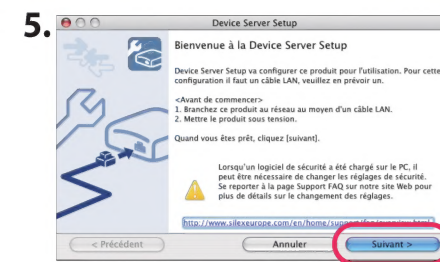 5.
Device Server Setup
Bienvenue à la Device Server Setup
Device Server Setup va configurer ce produit pour l'utilisation. Pour cette
configuration il faut un câble LAN, veuillez en prévoir un.
<Avant de commencer>
1. Branchez ce produit au réseau au moyen d'un câble LAN.
2. Mettre le produit sous tension.
Quand vous êtes prêt, cliquez [suivant].
Lorsqu'un logiciel de sécurité a été chargé sur le PC, il
peut être nécessaire de changer les réglages de sécurité.
Se reporter à la page Support FAQ sur notre site Web pour
plus de détails sur le changement des réglages.
http://www.silexeurope.com/en/home/support/faq/overview.html
< Précédent
Annuler
Suivant >